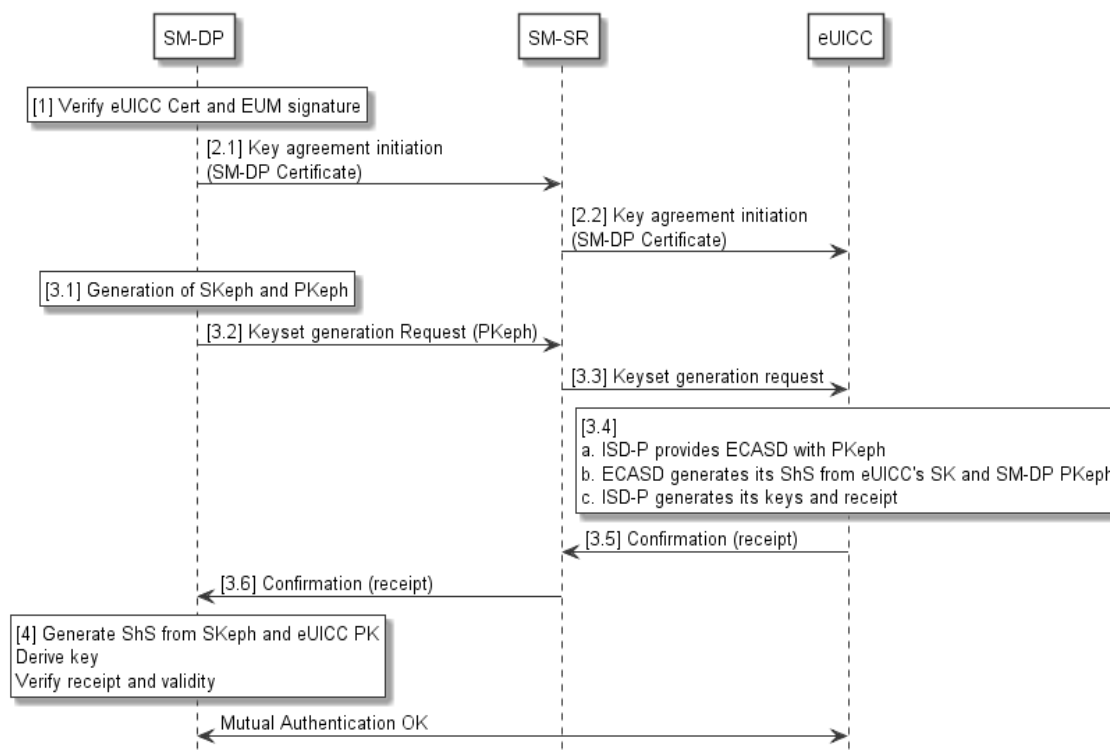 SM-DP
SM-SR
eUICC
[1] Verify eUICC Cert and EUM signature
[2.1] Key agreement initiation
(SM-DP Certificate)
[2.2] Key agreement initiation
(SM-DP Certificate)
[3.1] Generation of SKeph and PKeph
[3.2] Keyset generation Request (PKeph)
[3.3] Keyset generation request
[3.4]
a. ISD-P provides ECASD with PKeph
b. ECASD generates its ShS from eUICC's SK and SM-DP PKeph
c. ISD-P generates its keys and receipt
[3.5] Confirmation (receipt)
[3.6] Confirmation (receipt)
[4] Generate ShS from SKeph and eUICC PK
Derive key
Verify receipt and validity
Mutual Authentication OK